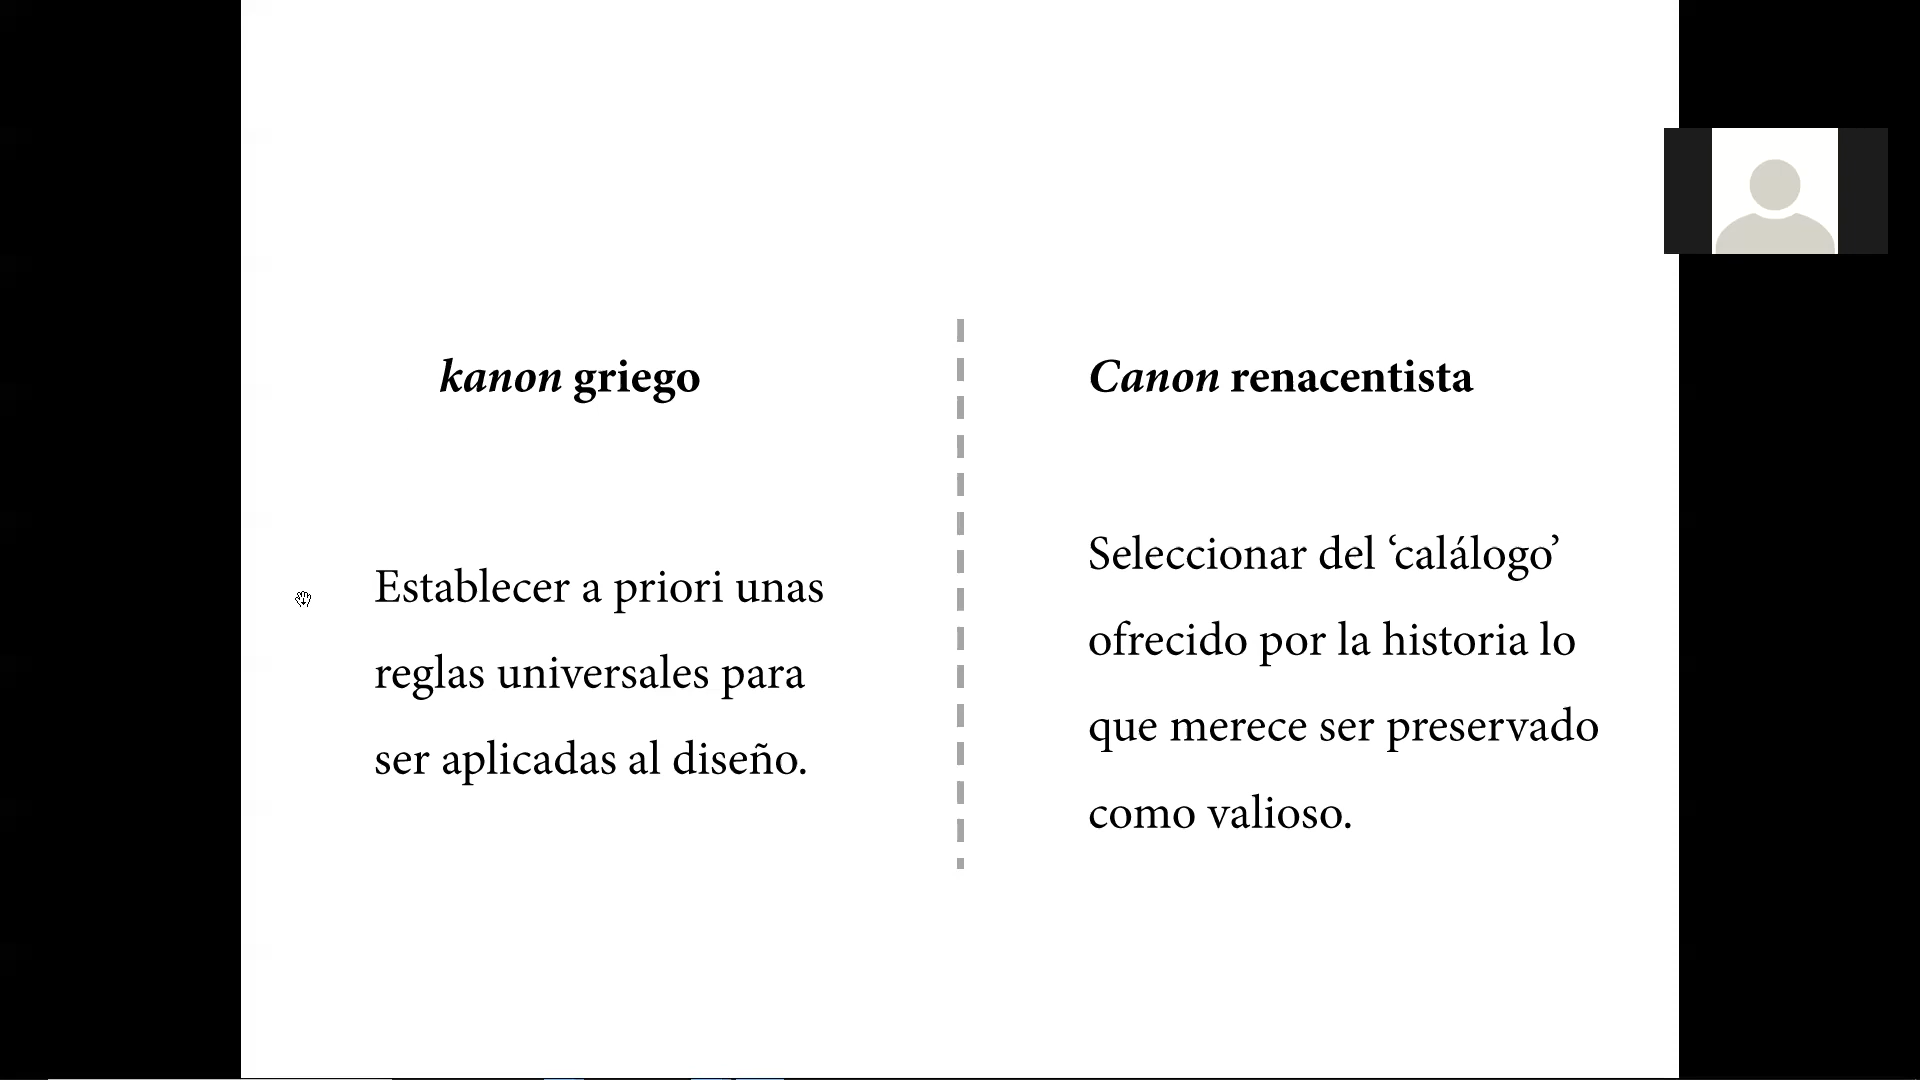 kanon griego
Establecer a priori unas
reglas universales para
ser aplicadas al diseño.
Canon renacentista
Seleccionar del ‘calálogo’
ofrecido por la historia lo
que merece ser preservado
como valioso.